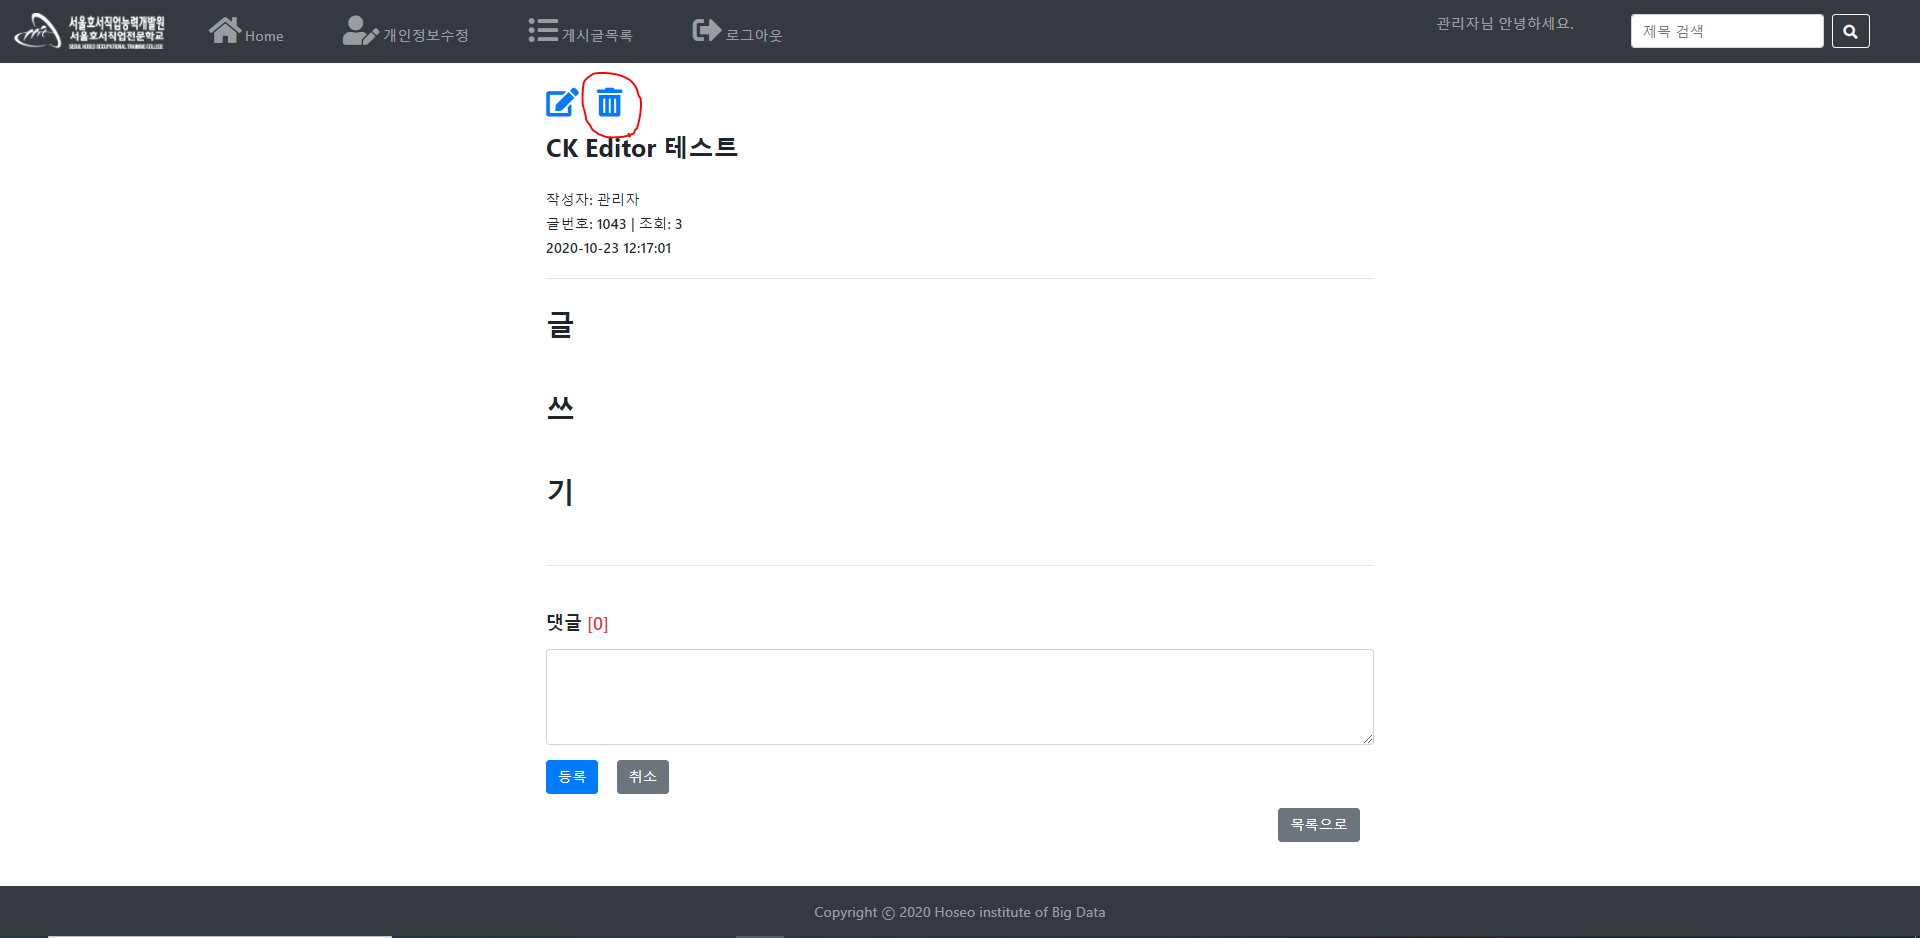 서울호서직업능력개발원
서울호서직업전문학교
SEOUL HOSEO OCCUPATIONAL TRAINING COLLEGE
Home
개인정보수정
게시글목록
로그아웃
관리자님 안녕하세요.
제목 검색
CK Editor 테스트
작성자: 관리자
글번호: 1043 | 조회: 3
2020-10-23 12:17:01
글
쓰
기
댓글 [0]
등록
취소
목록으로
Copyright ⓒ 2020 Hoseo institute of Big Data